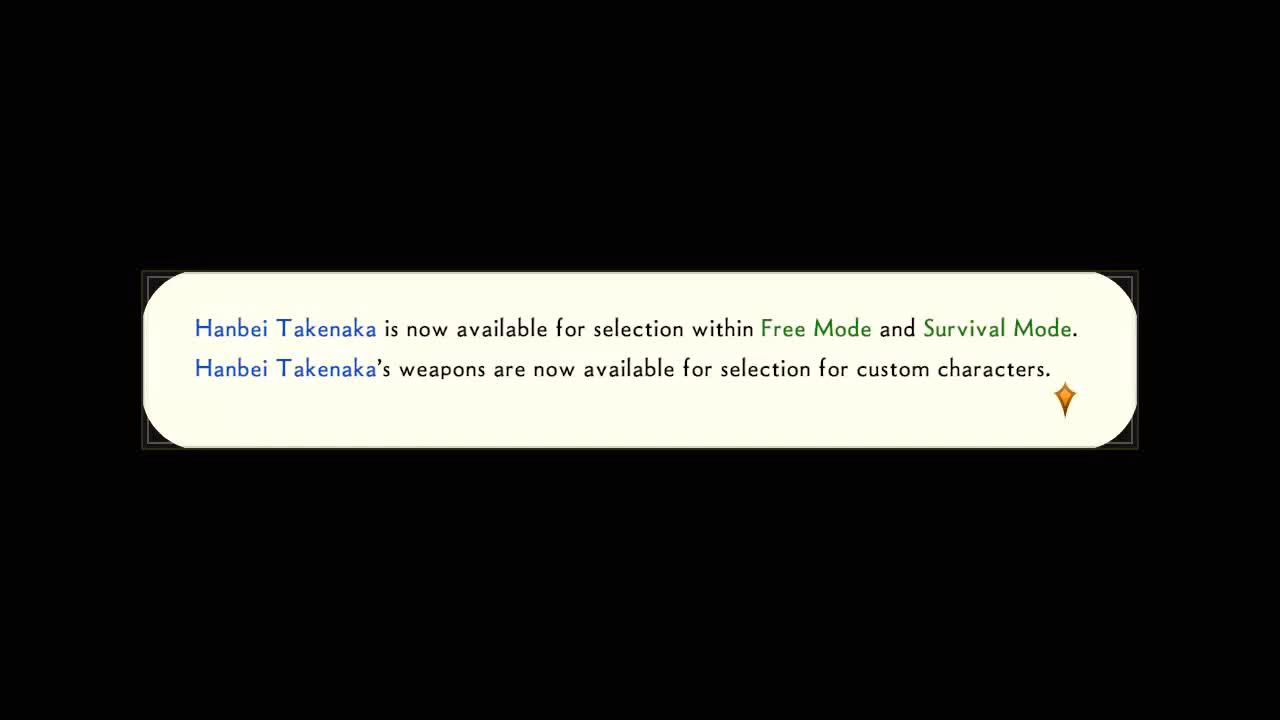 Hanbei Takenaka is now available for selection within Free Mode and Survival Mode.
Hanbei Takenaka’s weapons are now available for selection for custom characters.